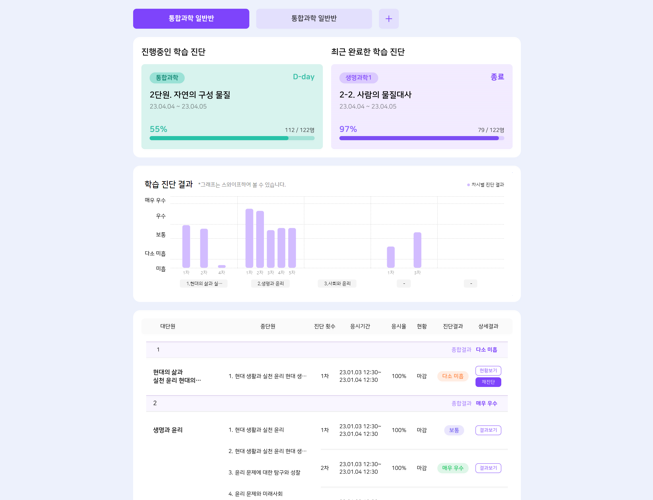 통합과학 일반반
통합과학 일반반
+
진행중인 학습 진단
최근 완료한 학습 진단
통합과학
D-day
2단원. 자연의 구성 물질
23.04.04 ~ 23.04.05
55%
112 / 122명
생명과학1
종료
2-2. 사람의 물질대사
23.04.04 ~ 23.04.05
97%
79 / 122명
학습 진단 결과
*그래프는 스와이프하여 볼 수 있습니다.
차시별 진단 결과
매우 우수
우수
보통
다소 미흡
미흡
1차 2차 4차
1차 2차 3차 4차 5차
1차 3차
1.현대의 삶과 실…
2.생명과 윤리
3.사회와 윤리
-
-
대단원 중단원 진단 횟수 응시기간 응시율 현황 진단결과 상세결과
1
종합결과 다소 미흡
현대의 삶과
실천 윤리 현대의…
1. 현대 생활과 실천 윤리 현대 생…
1차
23.01.03 12:30~
23.01.04 12:30
100%
마감
다소 미흡
현황보기
재진단
2
종합결과 매우 우수
생명과 윤리
1. 현대 생활과 실천 윤리
1차
23.01.03 12:30~
23.01.04 12:30
100%
마감
보통
결과보기
2. 현대 생활과 실천 윤리 현대 생…
3. 윤리 문제에 대한 탐구와 성찰
2차
23.01.03 12:30~
23.01.04 12:30
100%
마감
매우 우수
결과보기
4. 윤리 문제와 미래사회